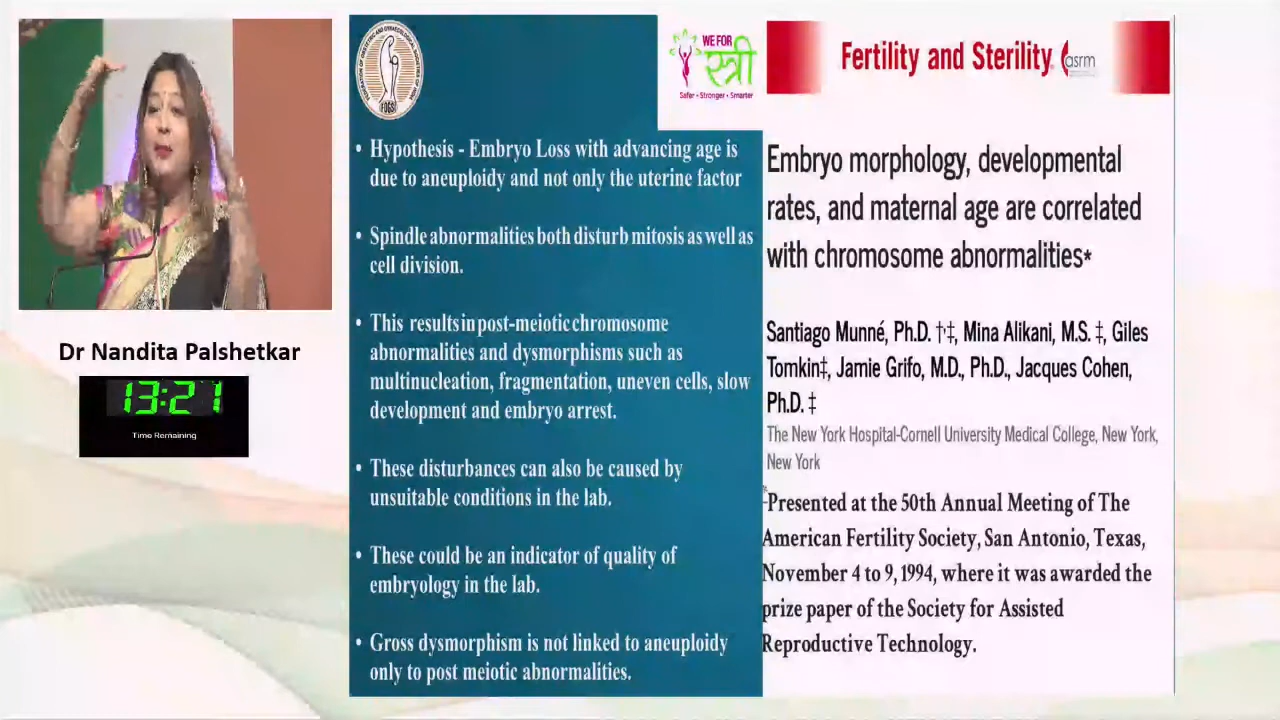 Dr Nandita Palshetkar
13:27
Time Remaining
FOGSI
• Hypothesis - Embryo Loss with advancing age is
due to aneuploidy and not only the uterine factor
• Spindle abnormalities both disturb mitosis as well as
cell division.
• This results in post-meiotic chromosome
abnormalities and dysmorphisms such as
multinucleation, fragmentation, uneven cells, slow
development and embryo arrest.
• These disturbances can also be caused by
unsuitable conditions in the lab.
• These could be an indicator of quality of
embryology in the lab.
• Gross dysmorphism is not linked to aneuploidy
only to post meiotic abnormalities.
WE FOR
स्त्री
Safer • Stronger • Smarter
Fertility and Sterility® asrm
Embryo morphology, developmental
rates, and maternal age are correlated
with chromosome abnormalities*
Santiago Munné, Ph.D. †‡, Mina Alikani, M.S. ‡, Giles
Tomkin‡, Jamie Grifo, M.D., Ph.D., Jacques Cohen,
Ph.D. ‡
The New York Hospital-Cornell University Medical College, New York,
New York
*Presented at the 50th Annual Meeting of The
American Fertility Society, San Antonio, Texas,
November 4 to 9, 1994, where it was awarded the
prize paper of the Society for Assisted
Reproductive Technology.